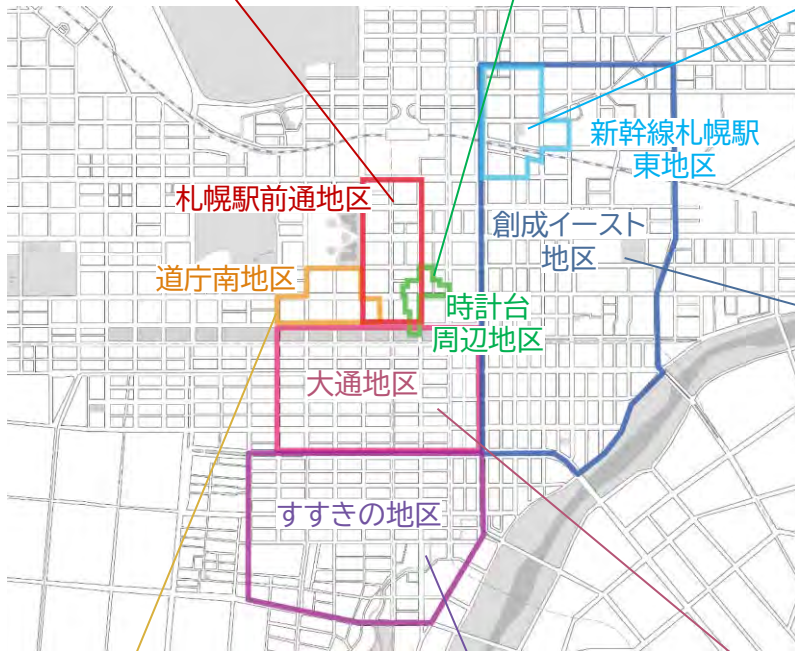 新幹線札幌駅
東地区
札幌駅前通地区
創成イースト
地区
道庁南地区
時計台
周辺地区
大通地区
すすきの地区